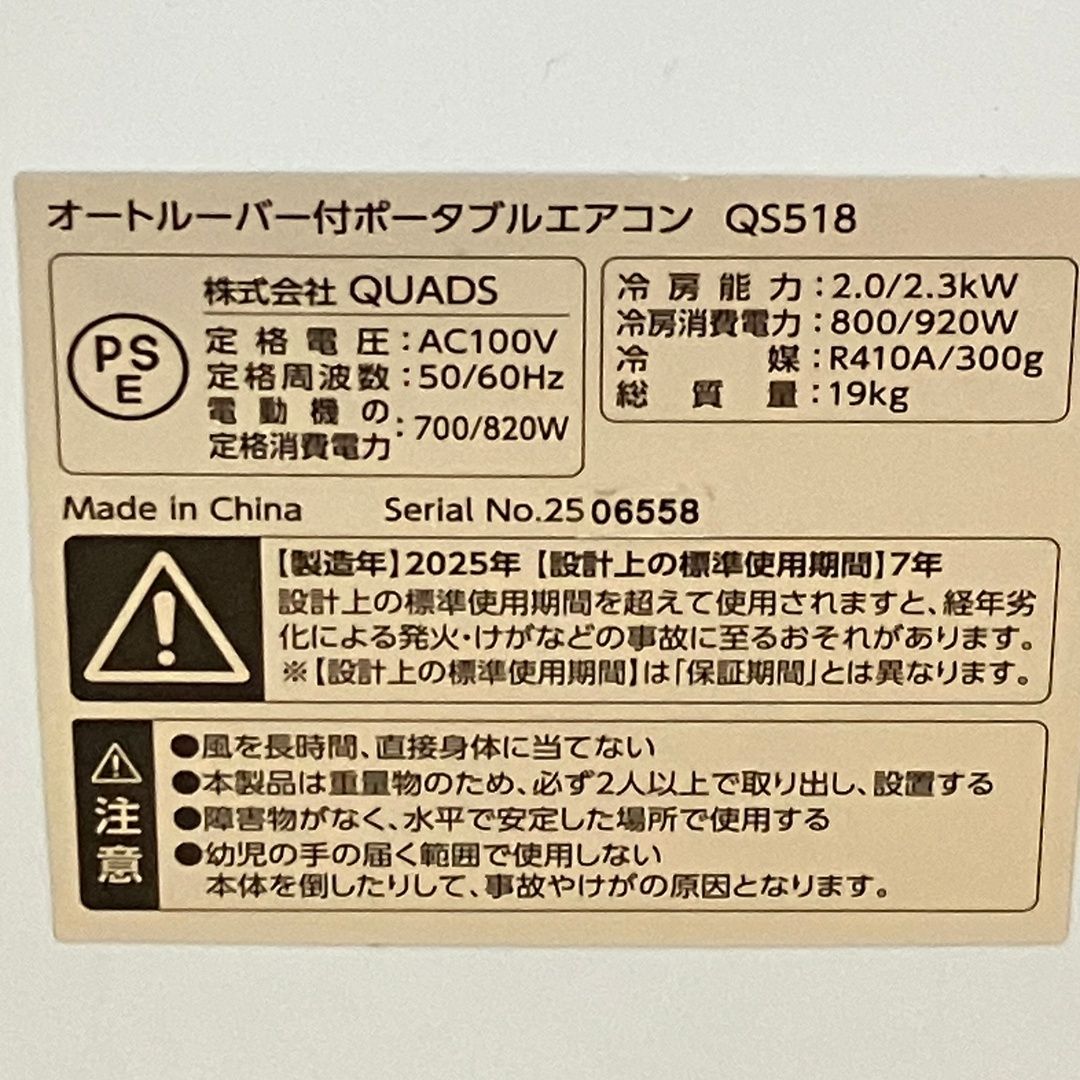 オートルーバー付ポータブルエアコン QS518
PSE
株式会社 QUADS
定格電圧：AC100V
定格周波数：50/60Hz
電動機の
定格消費電力：700/820W
冷房能力：2.0/2.3kW
冷房消費電力：800/920W
冷媒：R410A/300g
総質量：19kg
Made in China Serial No.25 06558
【製造年】2025年【設計上の標準使用期間】7年
設計上の標準使用期間を超えて使用されますと、経年劣
化による発火・けがなどの事故に至るおそれがあります。
※【設計上の標準使用期間】は「保証期間」とは異なります。
注意
●風を長時間、直接身体に当てない
●本製品は重量物のため、必ず2人以上で取り出し、設置する
●障害物がなく、水平で安定した場所で使用する
●幼児の手の届く範囲で使用しない
本体を倒したりして、事故やけがの原因となります。